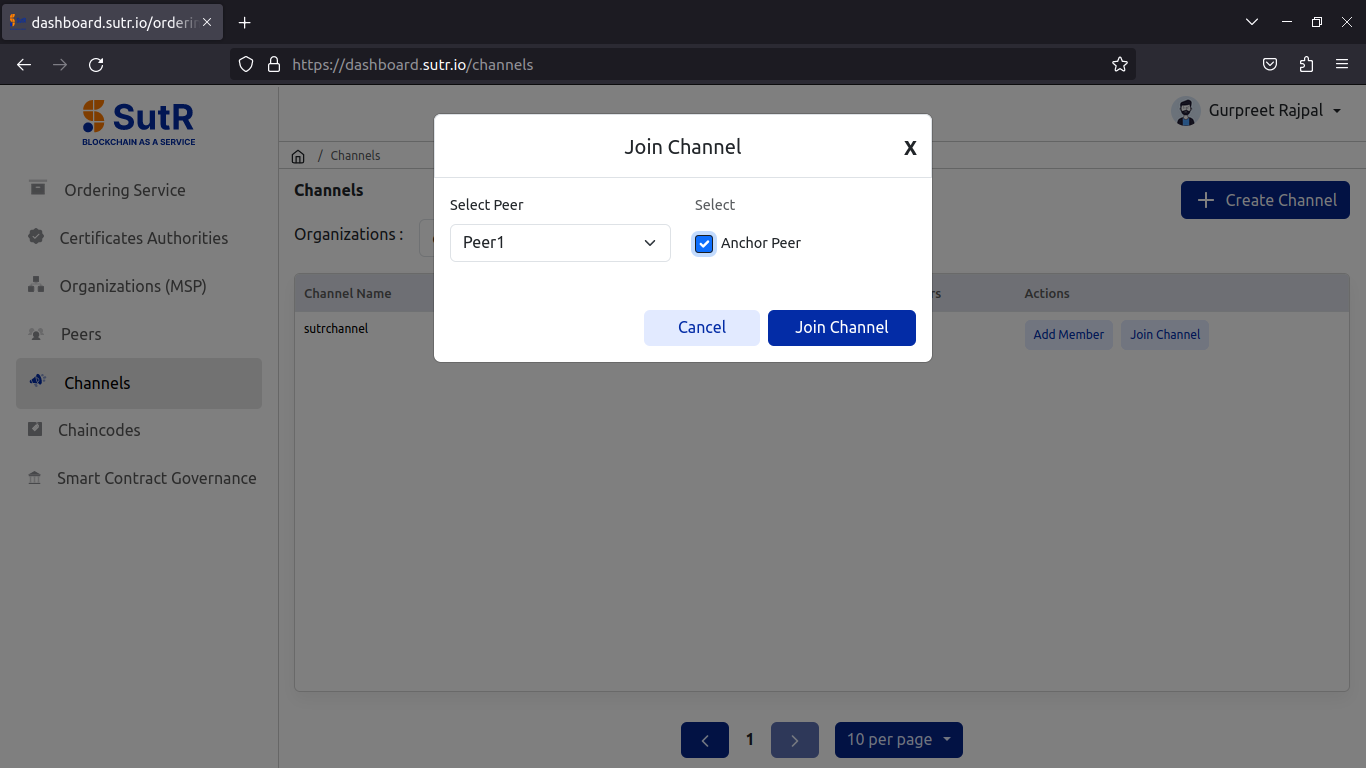 dashboard.sutr.io/orderin
https://dashboard.sutr.io/channels
SutR
BLOCKCHAIN AS A SERVICE
Ordering Service
Certificates Authorities
Organizations (MSP)
Peers
Channels
Chaincodes
Smart Contract Governance
Gurpreet Rajpal
/ Channels
Channels
Create Channel
Organizations :
Channel Name
Actions
sutrchannel
Add Member
Join Channel
Join Channel
X
Select Peer
Select
Peer1
Anchor Peer
Cancel
Join Channel
1
10 per page